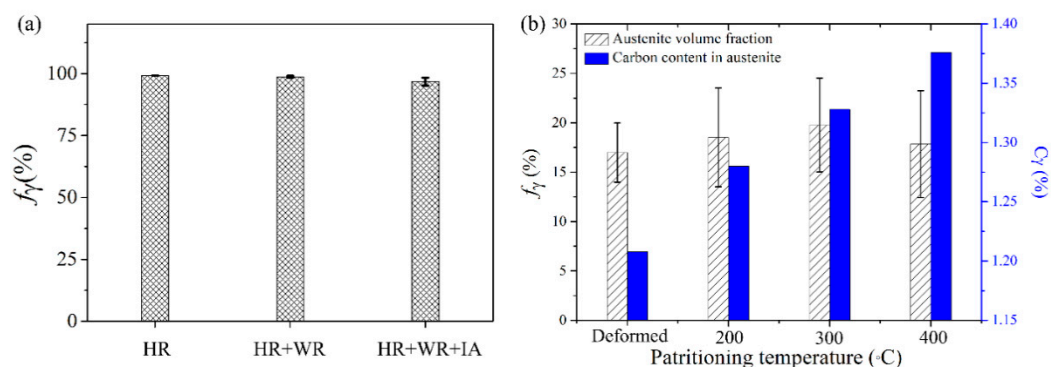 (a)
100
75
50
25
0
fγ(%)
HR
HR+WR
HR+WR+IA
(b)
Austenite volume fraction
Carbon content in austenite
30
25
20
15
10
5
0
fγ (%)
1.40
1.35
1.30
1.25
1.20
1.15
Cγ (%)
Deformed
200
300
400
Patritioning temperature (◦C)